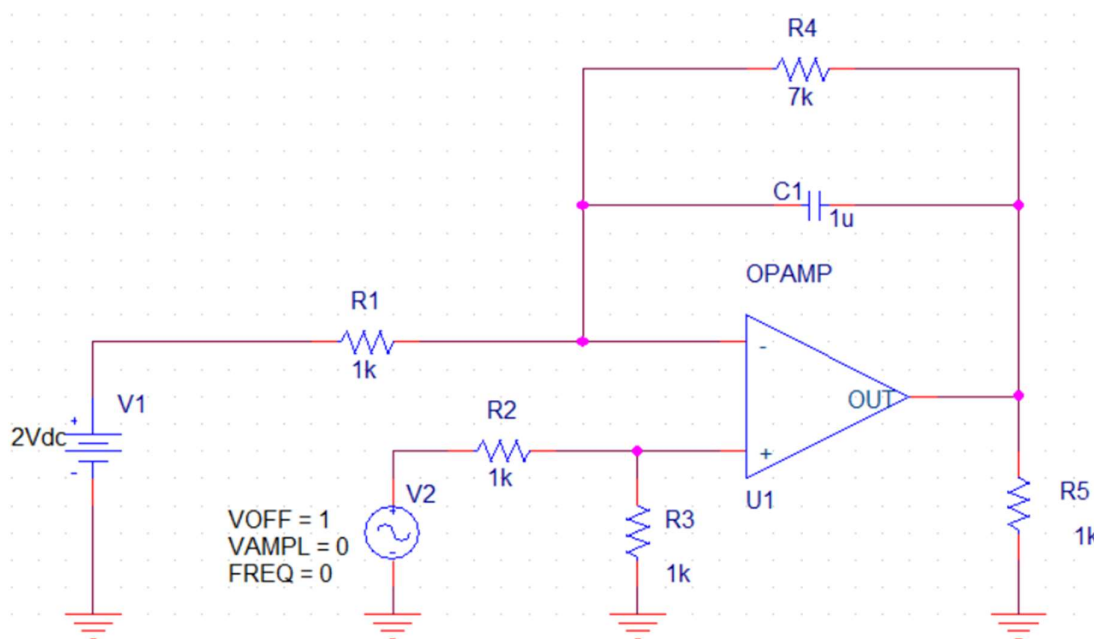 R4
7k
C1
1u
OPAMP
R1
1k
-
V1
+
2Vdc
-
R2
1k
OUT
+
U1
V2
+
-
VOFF = 1
VAMPL = 0
FREQ = 0
R3
1k
R5
1k